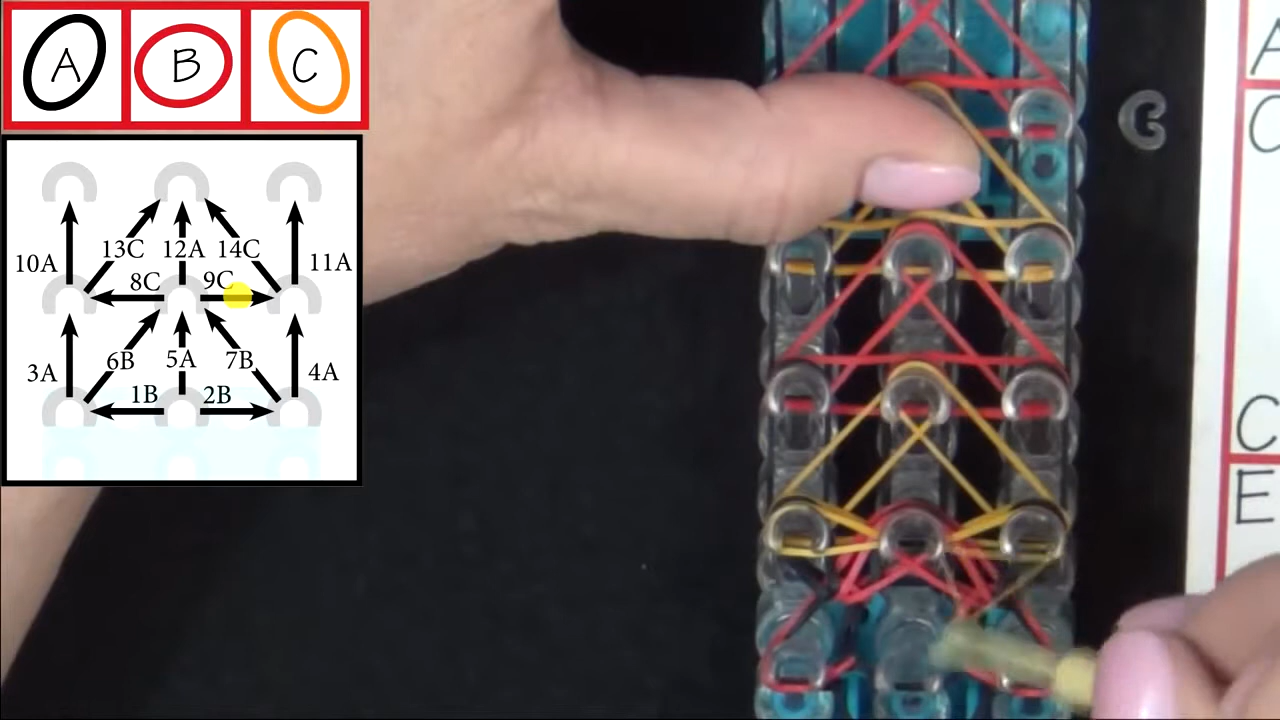 A B C
13C 12A 14C
10A 11A
8C 9C
3A 6B 5A 7B 4A
1B 2B
A
C
C
E